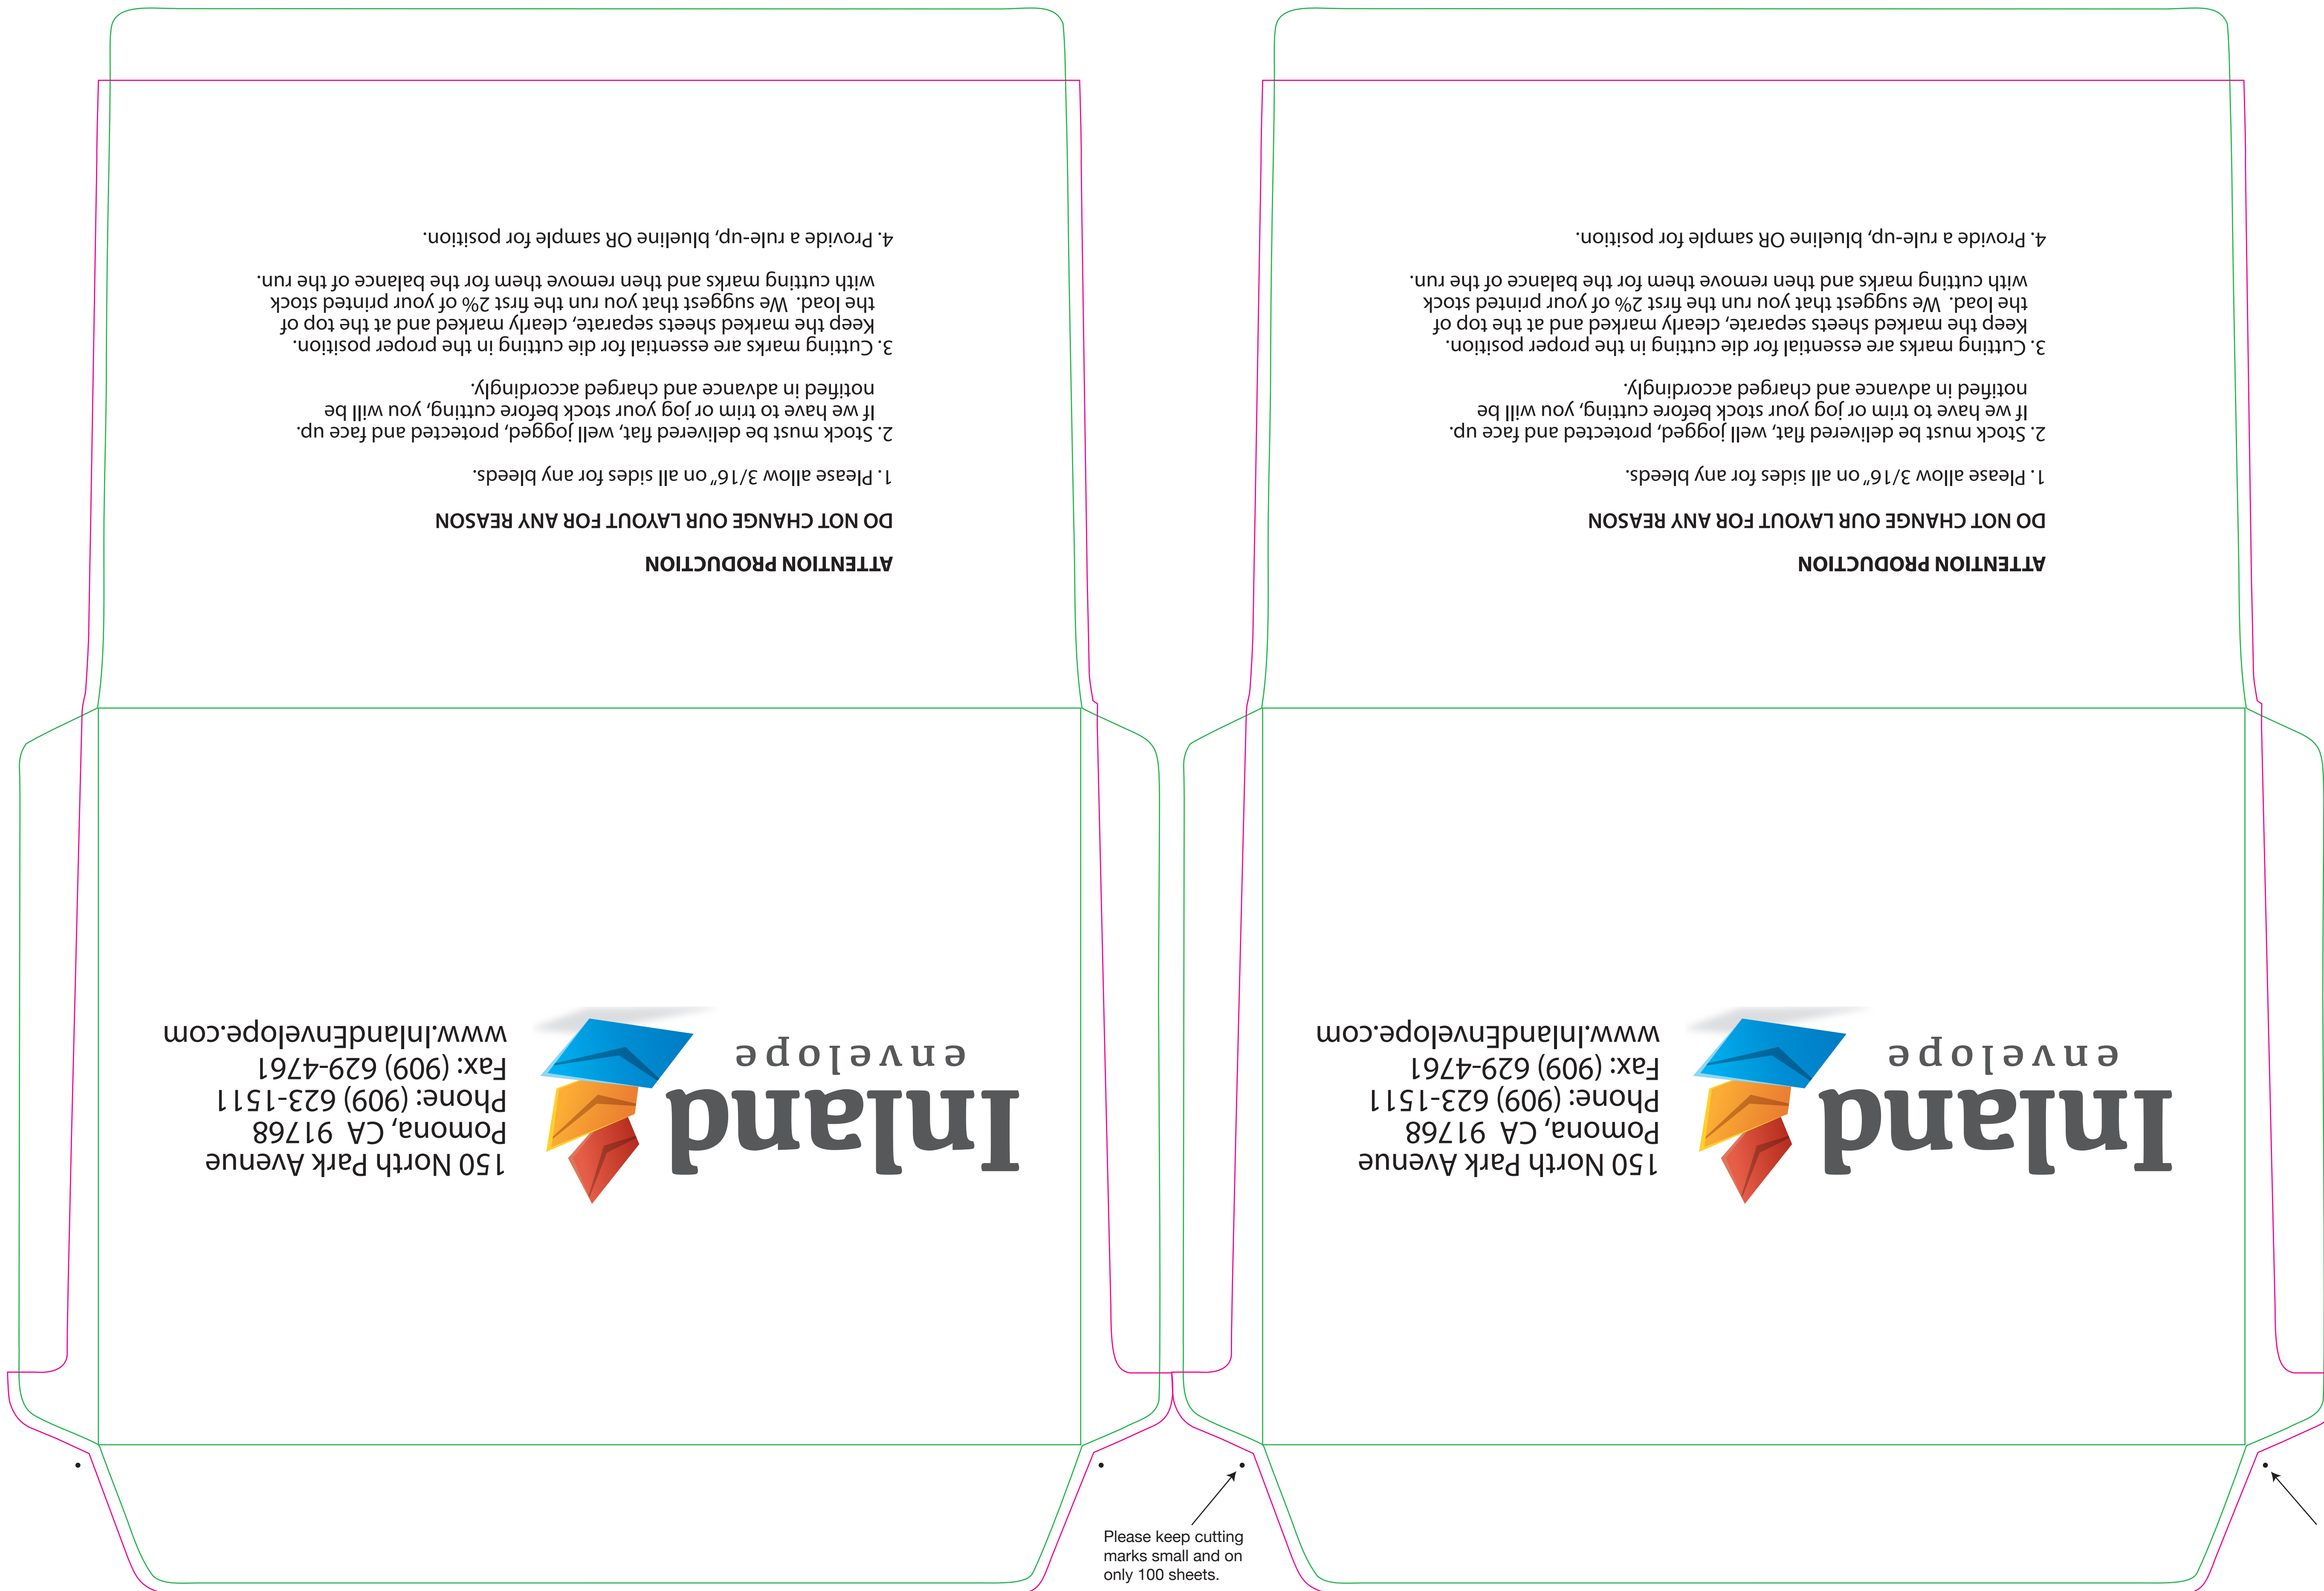 ATTENTION PRODUCTION
DO NOT CHANGE OUR LAYOUT FOR ANY REASON
1. Please allow 3/16" on all sides for any bleeds.
2. Stock must be delivered flat, well jogged, protected and face up.
If we have to trim or jog your stock before cutting, you will be
notified in advance and charged accordingly.
3. Cutting marks are essential for die cutting in the proper position.
Keep the marked sheets separate, clearly marked and at the top of
the load. We suggest that you run the first 2% of your printed stock
with cutting marks and then remove them for the balance of the run.
4. Provide a rule-up, blueline OR sample for position.
Inland
envelope
150 North Park Avenue
Pomona, CA 91768
Phone: (909) 623-1511
Fax: (909) 629-4761
www.InlandEnvelope.com
ATTENTION PRODUCTION
DO NOT CHANGE OUR LAYOUT FOR ANY REASON
1. Please allow 3/16" on all sides for any bleeds.
2. Stock must be delivered flat, well jogged, protected and face up.
If we have to trim or jog your stock before cutting, you will be
notified in advance and charged accordingly.
3. Cutting marks are essential for die cutting in the proper position.
Keep the marked sheets separate, clearly marked and at the top of
the load. We suggest that you run the first 2% of your printed stock
with cutting marks and then remove them for the balance of the run.
4. Provide a rule-up, blueline OR sample for position.
Inland
envelope
150 North Park Avenue
Pomona, CA 91768
Phone: (909) 623-1511
Fax: (909) 629-4761
www.InlandEnvelope.com
Please keep cutting
marks small and on
only 100 sheets.